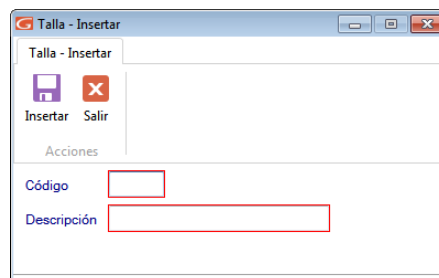 Talla - Insertar
Talla - Insertar
Insertar Salir
Acciones
Código
Descripción